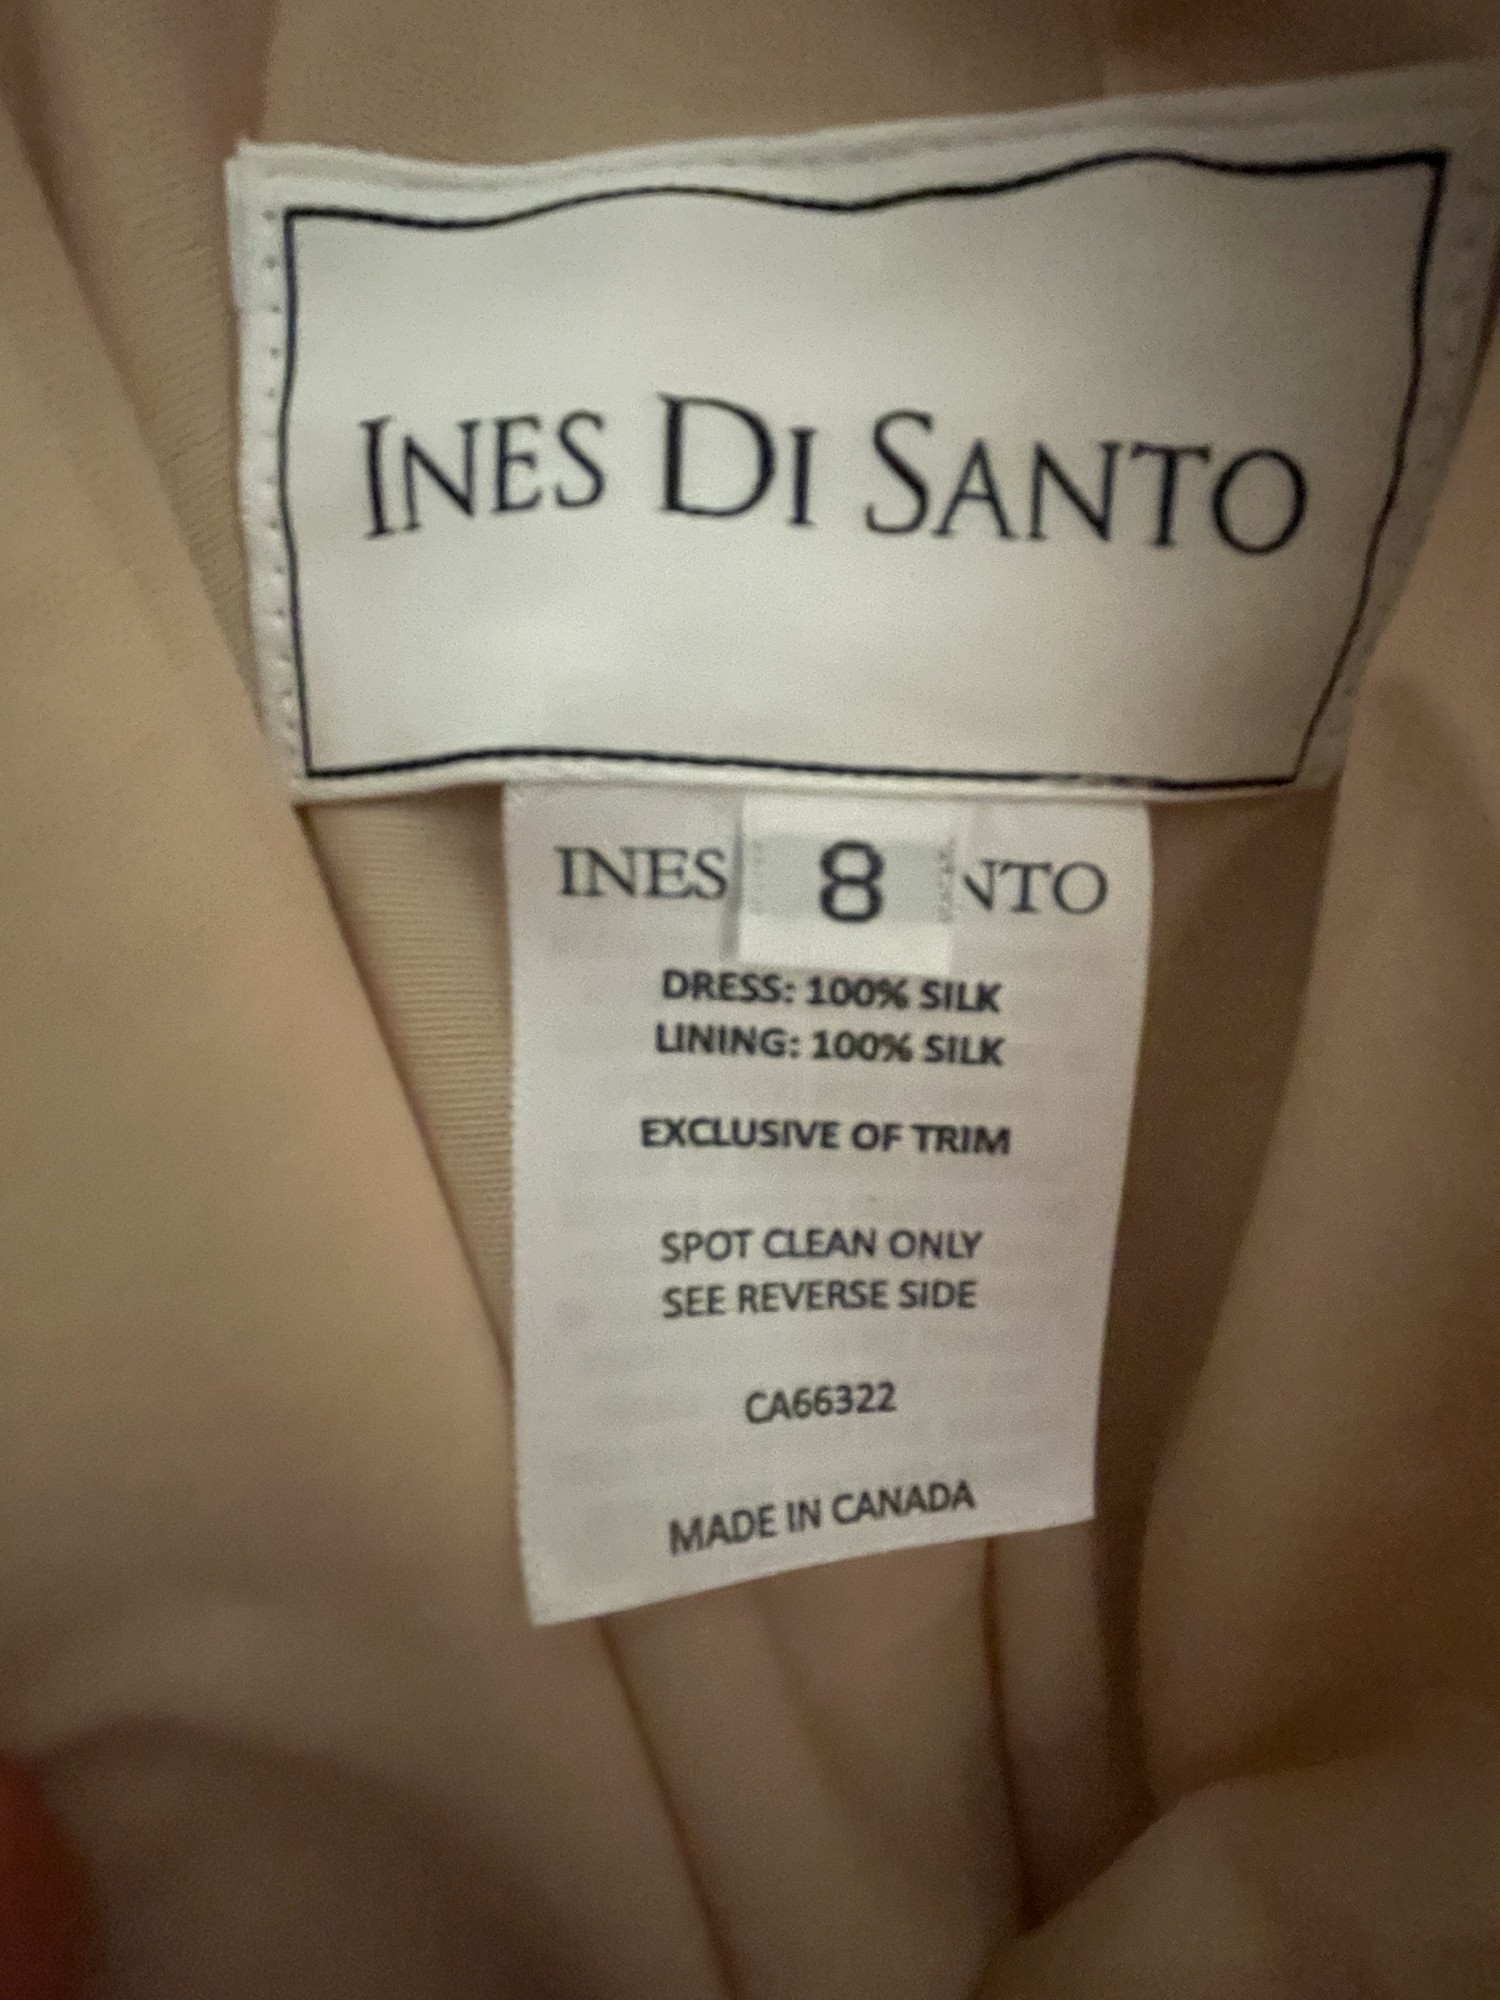 INES DI SANTO
INES 8 NTO
DRESS: 100% SILK
LINING: 100% SILK
EXCLUSIVE OF TRIM
SPOT CLEAN ONLY
SEE REVERSE SIDE
CA66322
MADE IN CANADA